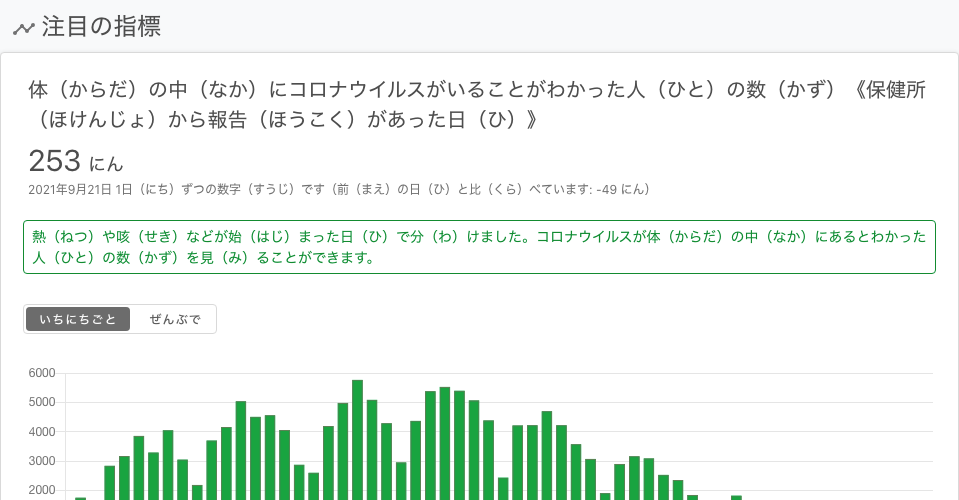 注目の指標
体（からだ）の中（なか）にコロナウイルスがいることがわかった人（ひと）の数（かず）《保健所
（ほけんじょ）から報告（ほうこく）があった日（ひ）》
253 にん
2021年9月21日 1日（にち）ずつの数字（すうじ）です（前（まえ）の日（ひ）と比（くら）べています: -49 にん）
熱（ねつ）や咳（せき）などが始（はじ）まった日（ひ）で分（わ）けました。コロナウイルスが体（からだ）の中（なか）にあるとわかった
人（ひと）の数（かず）を見（み）ることができます。
いちにちごと ぜんぶで
6000
5000
4000
3000
2000